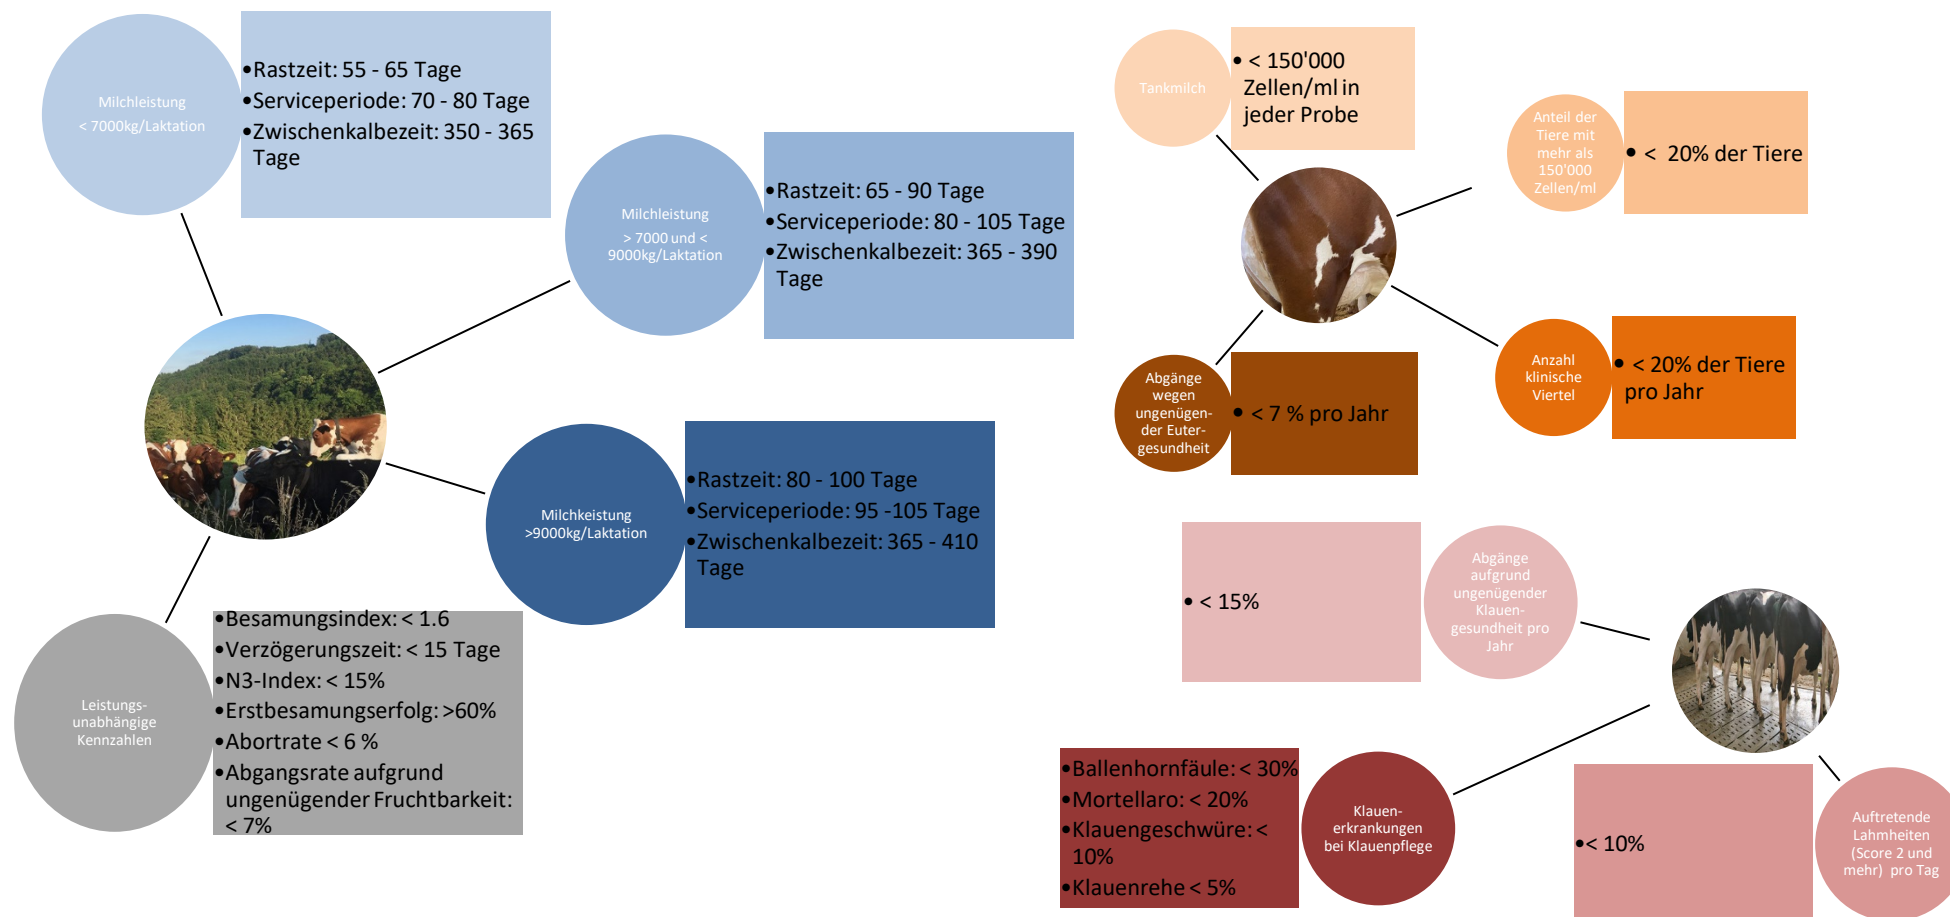 Milchleistung
< 7000kg/Laktation
•Rastzeit: 55 - 65 Tage
•Serviceperiode: 70 - 80 Tage
•Zwischenkalbezeit: 350 - 365
Tage
Milchleistung
> 7000 und <
9000kg/Laktation
•Rastzeit: 65 - 90 Tage
•Serviceperiode: 80 - 105 Tage
•Zwischenkalbezeit: 365 - 390
Tage
Milchkeistung
>9000kg/Laktation
•Rastzeit: 80 - 100 Tage
•Serviceperiode: 95 -105 Tage
•Zwischenkalbezeit: 365 - 410
Tage
Leistungs-
unabhängige
Kennzahlen
•Besamungsindex: < 1.6
•Verzögerungszeit: < 15 Tage
•N3-Index: < 15%
•Erstbesamungserfolg: >60%
•Abortrate < 6 %
•Abgangsrate aufgrund
ungenügender Fruchtbarkeit:
< 7%
Tankmilch
• < 150'000
Zellen/ml in
jeder Probe
Anteil der
Tiere mit
mehr als
150'000
Zellen/ml
• < 20% der Tiere
Anzahl
klinische
Viertel
• < 20% der Tiere
pro Jahr
Abgänge
wegen
ungenügen-
der Euter-
gesundheit
• < 7 % pro Jahr
• < 15%
Abgänge
aufgrund
ungenügender
Klauen-
gesundheit pro
Jahr
•Ballenhornfäule: < 30%
•Mortellaro: < 20%
•Klauengeschwüre: <
10%
•Klauenrehe < 5%
Klauen-
erkrankungen
bei Klauenpflege
•< 10%
Auftretende
Lahmheiten
(Score 2 und
mehr) pro Tag